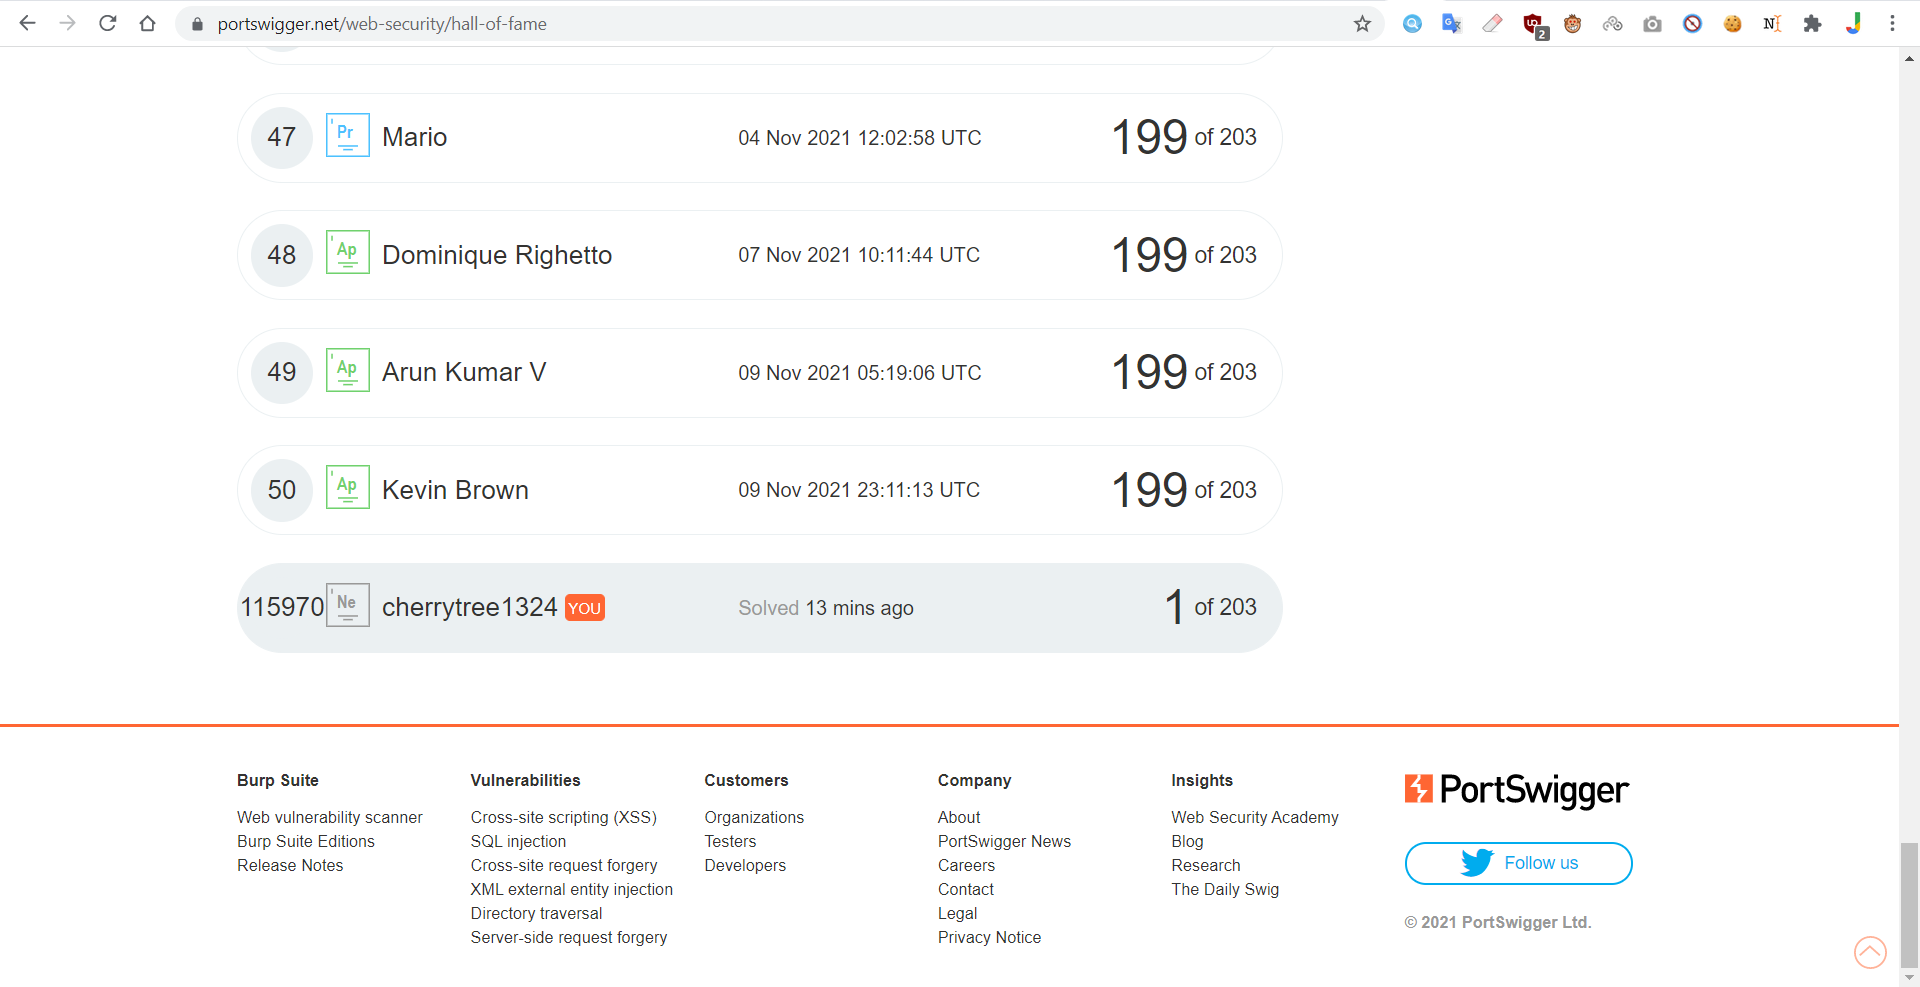 portswigger.net/web-security/hall-of-fame
2
47 Pr Mario 04 Nov 2021 12:02:58 UTC 199 of 203
48 Ap Dominique Righetto 07 Nov 2021 10:11:44 UTC 199 of 203
49 Ap Arun Kumar V 09 Nov 2021 05:19:06 UTC 199 of 203
50 Ap Kevin Brown 09 Nov 2021 23:11:13 UTC 199 of 203
115970 Ne cherrytree1324 YOU Solved 13 mins ago 1 of 203
Burp Suite
Web vulnerability scanner
Burp Suite Editions
Release Notes
Vulnerabilities
Cross-site scripting (XSS)
SQL injection
Cross-site request forgery
XML external entity injection
Directory traversal
Server-side request forgery
Customers
Organizations
Testers
Developers
Company
About
PortSwigger News
Careers
Contact
Legal
Privacy Notice
Insights
Web Security Academy
Blog
Research
The Daily Swig
PortSwigger
Follow us
© 2021 PortSwigger Ltd.